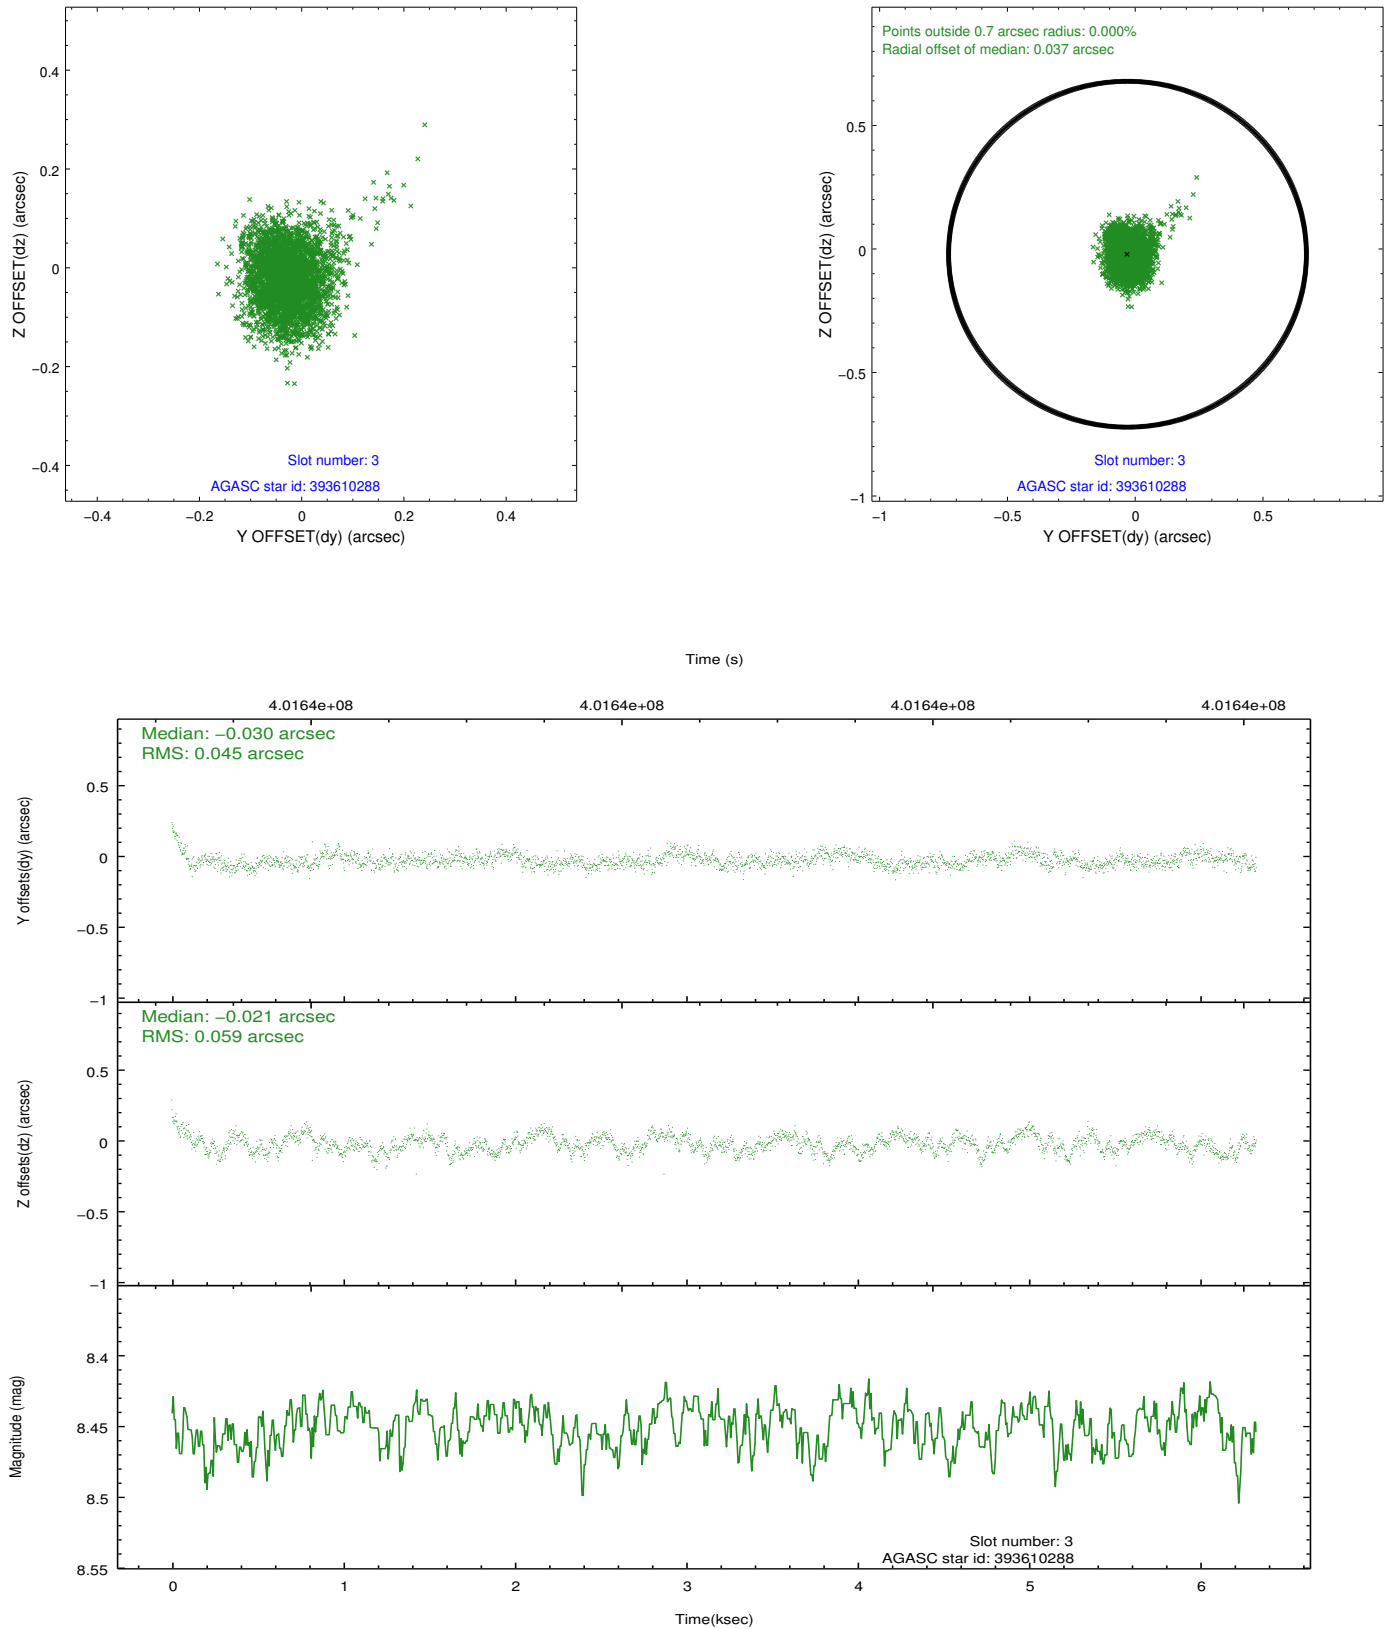 0.4
0.2
0
−0.2
−0.4
Z OFFSET(dz) (arcsec)
Slot number: 3
AGASC star id: 393610288
−0.4
−0.2
0
0.2
0.4
Y OFFSET(dy) (arcsec)
Points outside 0.7 arcsec radius: 0.000%
Radial offset of median: 0.037 arcsec
0.5
0
−0.5
−1
Z OFFSET(dz) (arcsec)
Slot number: 3
AGASC star id: 393610288
−1
−0.5
0
0.5
Y OFFSET(dy) (arcsec)
Time (s)
4.0164e+08
4.0164e+08
4.0164e+08
4.0164e+08
Median: −0.030 arcsec
RMS: 0.045 arcsec
0.5
0
−0.5
−1
Y offsets(dy) (arcsec)
Median: −0.021 arcsec
RMS: 0.059 arcsec
0.5
0
−0.5
−1
Z offsets(dz) (arcsec)
8.4
8.45
8.5
8.55
Magnitude (mag)
Slot number: 3
AGASC star id: 393610288
0
1
2
3
4
5
6
Time(ksec)